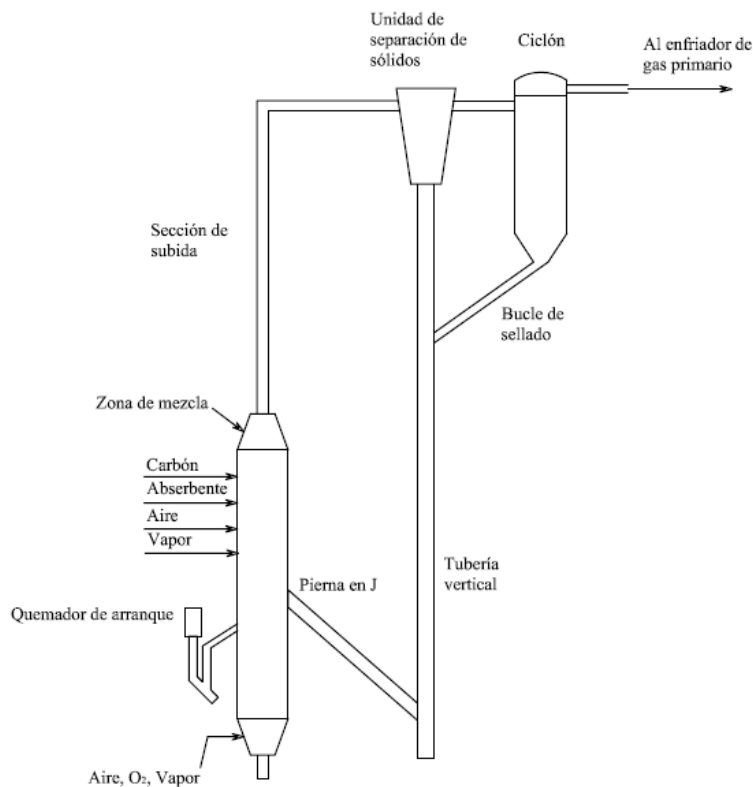 Unidad de
separación de
sólidos
Ciclón
Al enfriador de
gas primario
Sección de
subida
Bucle de
sellado
Zona de mezcla
Carbón
Abserbente
Aire
Vapor
Pierna en J
Tubería
vertical
Quemador de arranque
Aire, O₂, Vapor